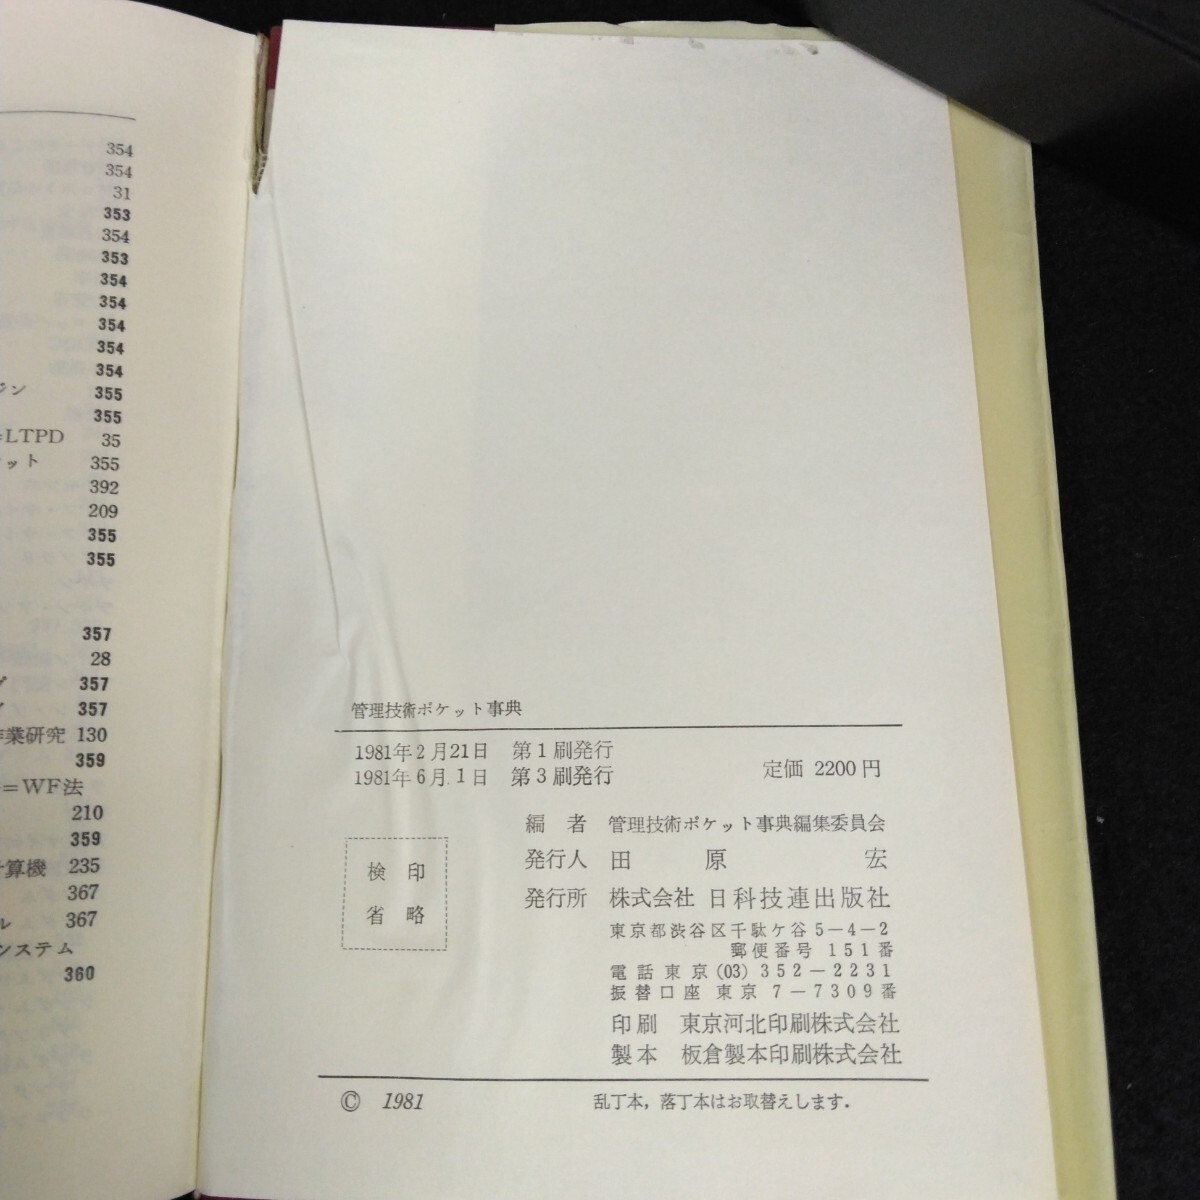 354
354
31
353
354
353
354
354
354
354
354
ジン 355
355
=LTPD 35
ケット 355
392
209
355
355
357
28
357
357
作業研究 130
359
=WF法
210
359
計算機 235
367
ル 367
システム
360
管理技術ポケット事典
1981年2月21日 第1刷発行
1981年6月1日 第3刷発行
定価 2200円
編者 管理技術ポケット事典編集委員会
発行人 田原宏
発行所 株式会社 日科技連出版社
東京都渋谷区千駄ケ谷5-4-2
郵便番号 151番
電話 東京(03)352-2231
振替口座 東京 7-7309番
印刷 東京河北印刷株式会社
製本 板倉製本印刷株式会社
検印
省略
© 1981 乱丁本,落丁本はお取替えします.